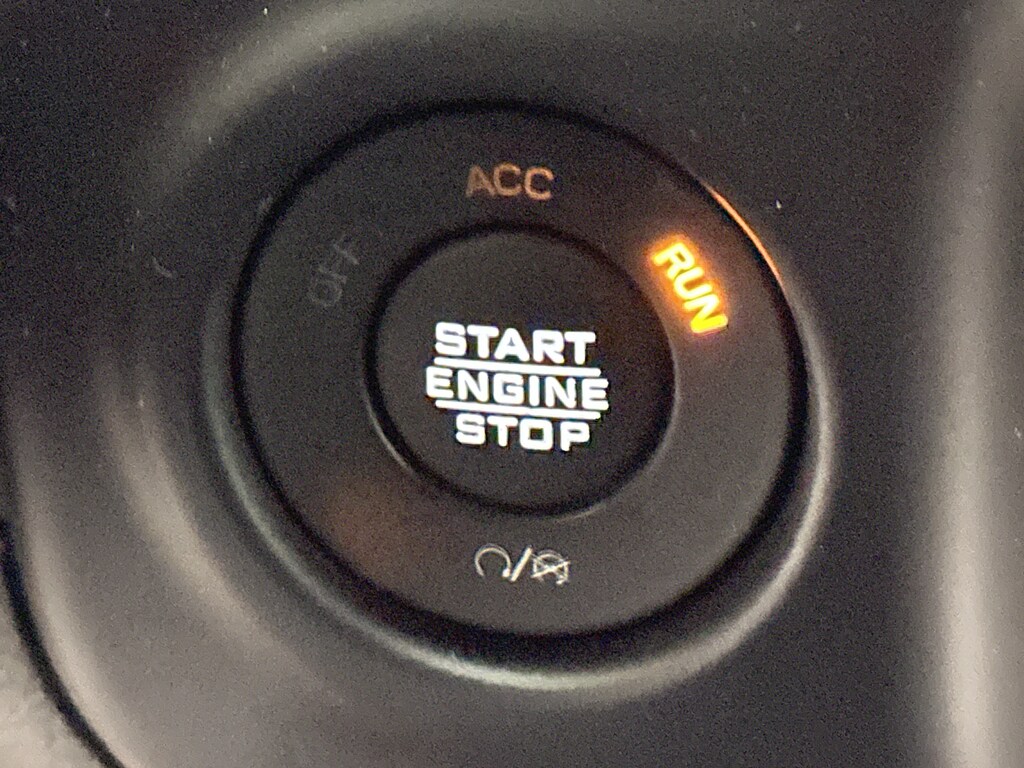 ACC
OFF
RUN
START
ENGINE
STOP